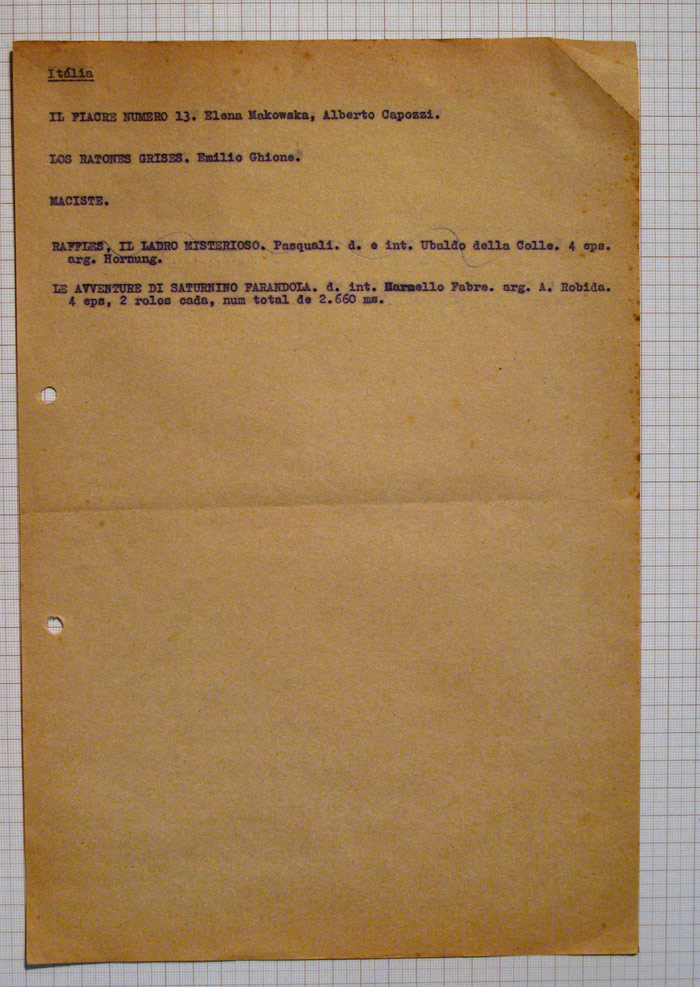 Itália
IL FIACRE NUMERO 13. Elena Makowska, Alberto Capozzi.
LOS RATONES GRISES. Emilio Ghione.
MACISTE.
RAFFLES, IL LADRO MISTERIOSO. Pasquali. d. e int. Ubaldo della Colle. 4 eps.
arg. Hornung.
LE AVVENTURE DI SATURNINO FARANDOLA. d. int. Marnello Fabre. arg. A. Robida.
4 eps, 2 rolos cada, num total de 2.660 ms.